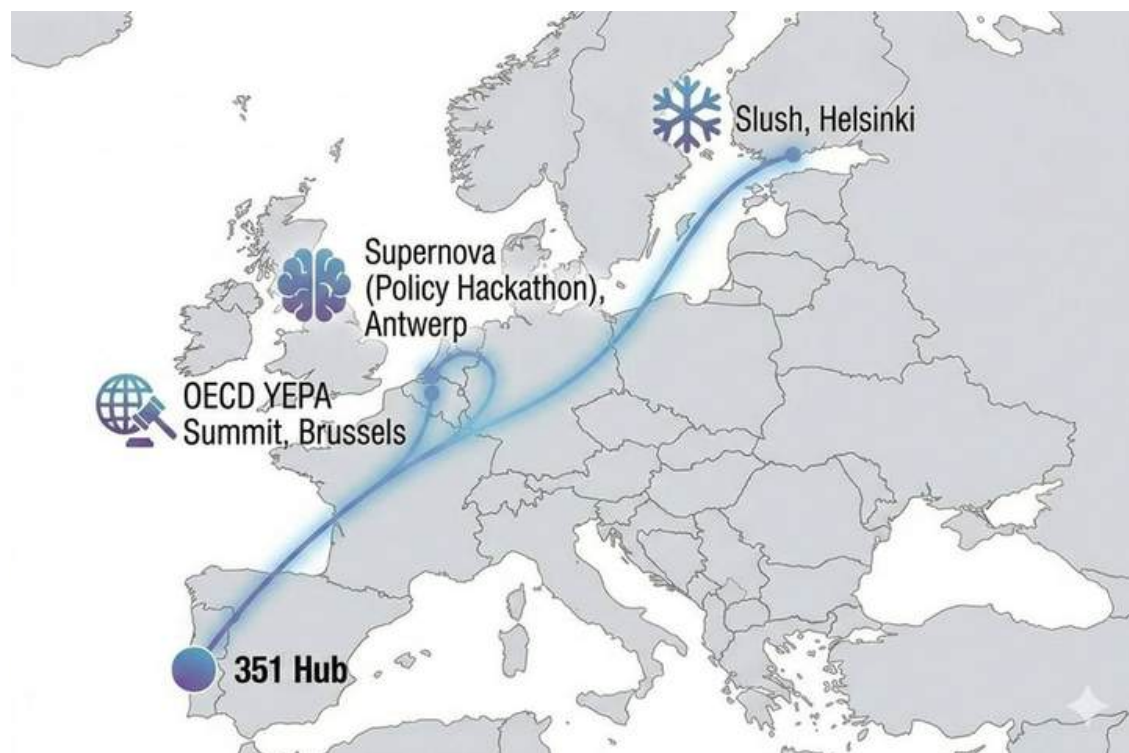 Slush, Helsinki
Supernova
(Policy Hackathon),
Antwerp
OECD YEPA
Summit, Brussels
351 Hub